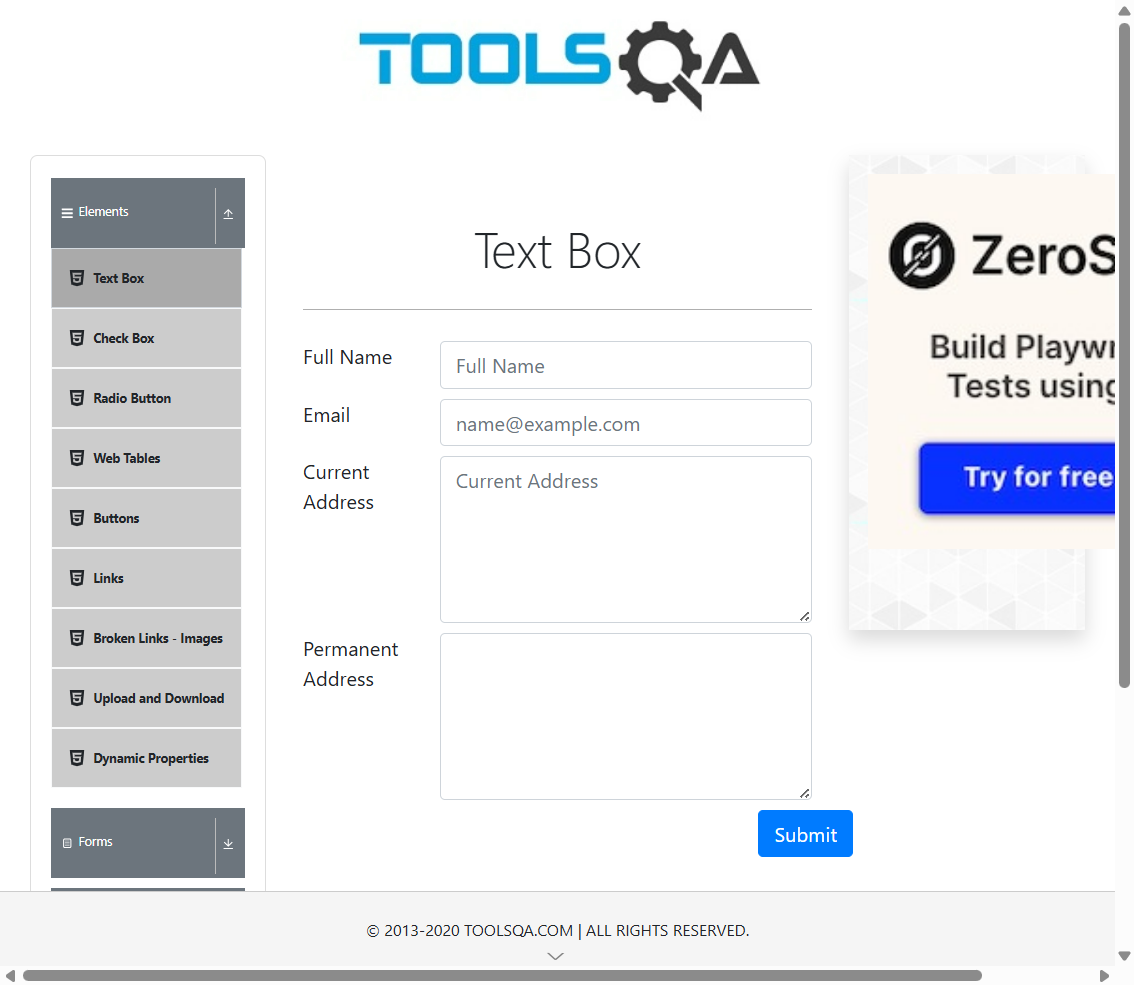 TOOLSQA
Elements
Text Box
Check Box
Radio Button
Web Tables
Buttons
Links
Broken Links - Images
Upload and Download
Dynamic Properties
Forms
Text Box
Full Name
Full Name
Email
name@example.com
Current
Address
Current Address
Permanent
Address
Submit
ZeroS
Build Playwr
Tests using
Try for free
© 2013-2020 TOOLSQA.COM | ALL RIGHTS RESERVED.